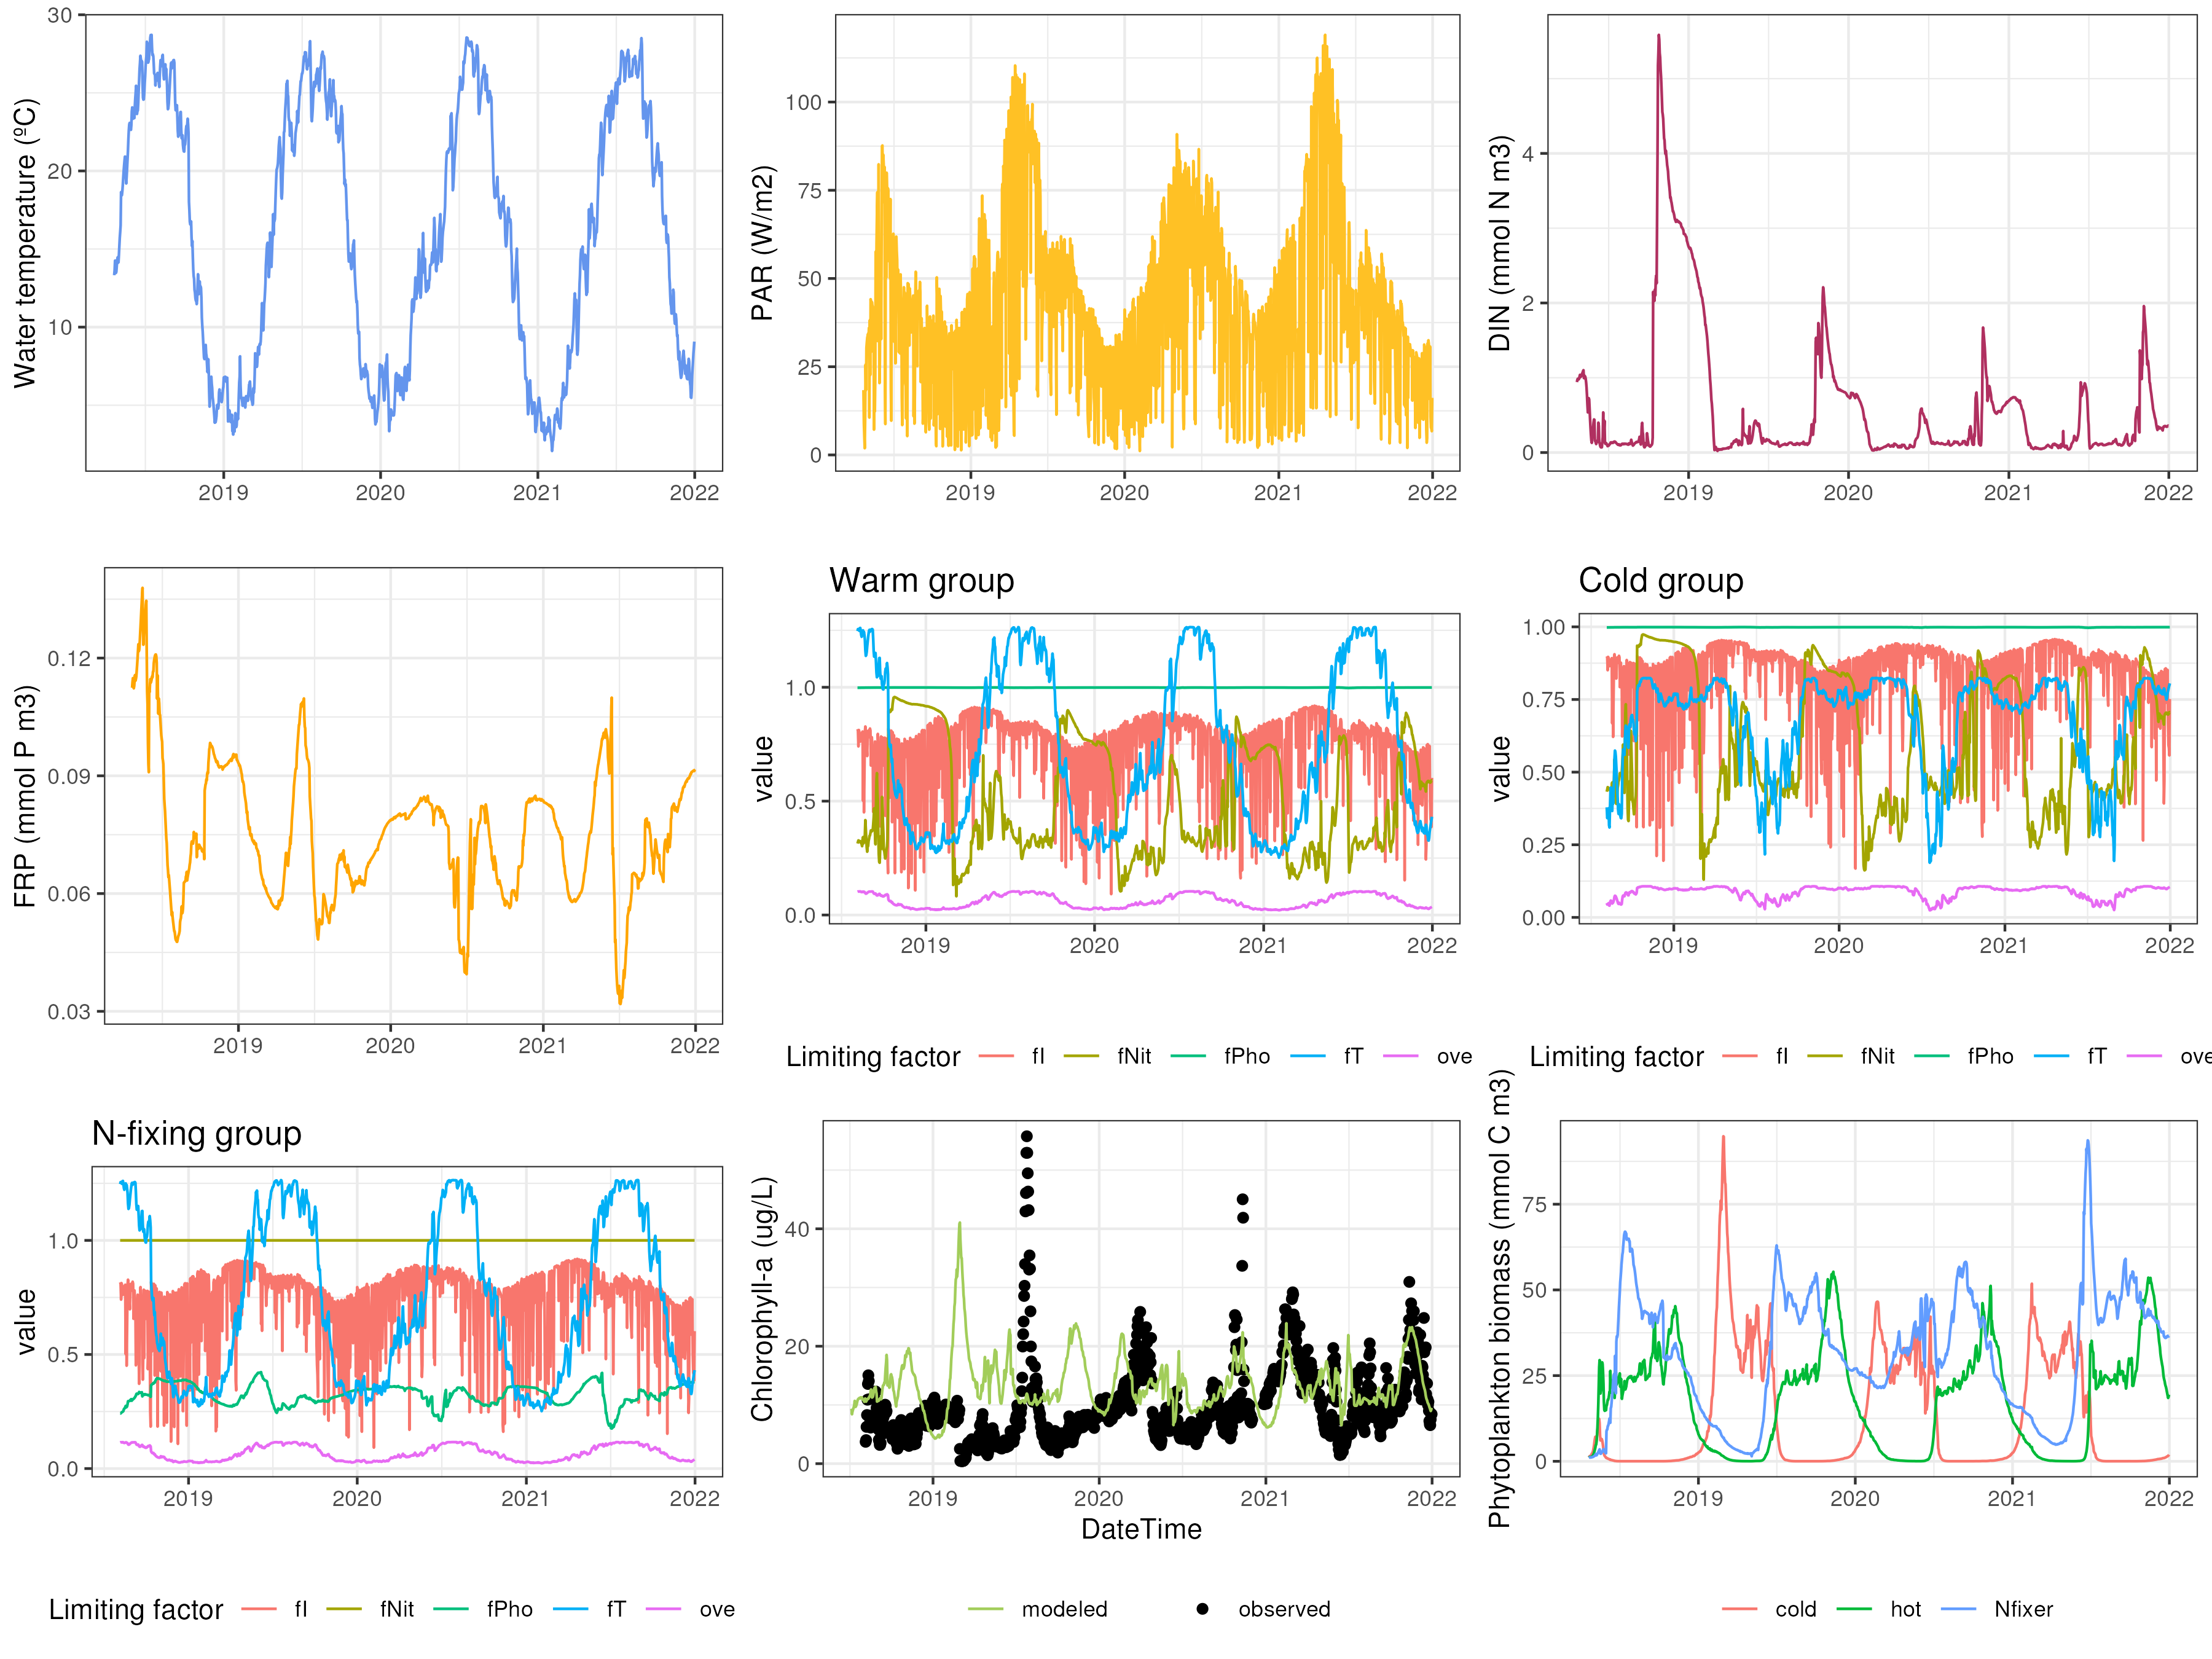 Water temperature (ºC)
30
20
10
2019 2020 2021 2022
PAR (W/m2)
100
75
50
25
0
2019 2020 2021 2022
DIN (mmol N m3)
4
2
0
2019 2020 2021 2022
FRP (mmol P m3)
0.12
0.09
0.06
0.03
2019 2020 2021 2022
Warm group
value
1.0
0.5
0.0
2019 2020 2021 2022
Limiting factor fI fNit fPho fT ove
Cold group
value
1.00
0.75
0.50
0.25
0.00
2019 2020 2021 2022
Limiting factor fI fNit fPho fT ove
N-fixing group
value
1.0
0.5
0.0
2019 2020 2021 2022
Limiting factor fI fNit fPho fT ove
Chlorophyll-a (ug/L)
40
20
0
2019 2020 2021 2022
DateTime
modeled observed
Phytoplankton biomass (mmol C m3)
75
50
25
0
2019 2020 2021 2022
cold hot Nfixer